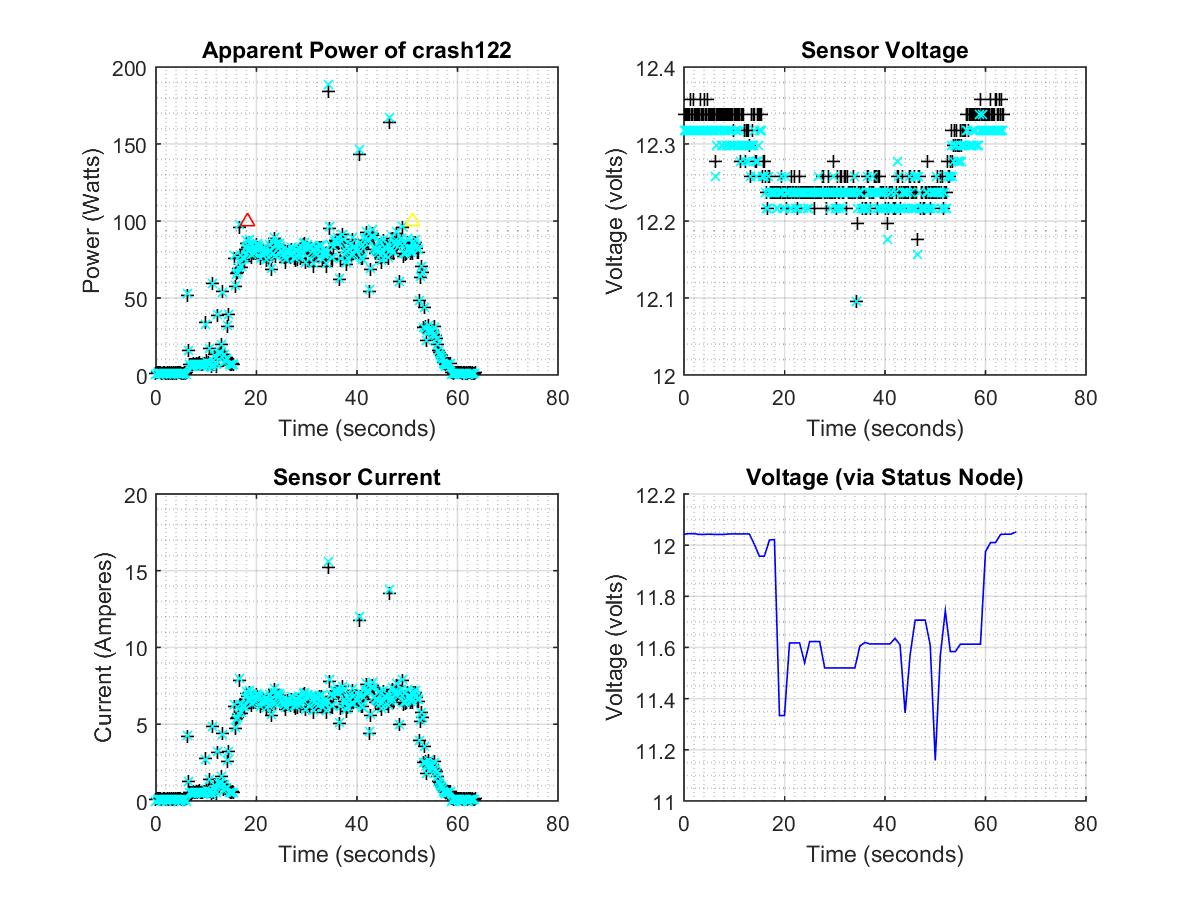 Apparent Power of crash122
200
150
100
50
0
Power (Watts)
0 20 40 60 80
Time (seconds)
Sensor Voltage
12.4
12.3
12.2
12.1
12
Voltage (volts)
0 20 40 60 80
Time (seconds)
Sensor Current
20
15
10
5
0
Current (Amperes)
0 20 40 60 80
Time (seconds)
Voltage (via Status Node)
12.2
12
11.8
11.6
11.4
11.2
11
Voltage (volts)
0 20 40 60 80
Time (seconds)